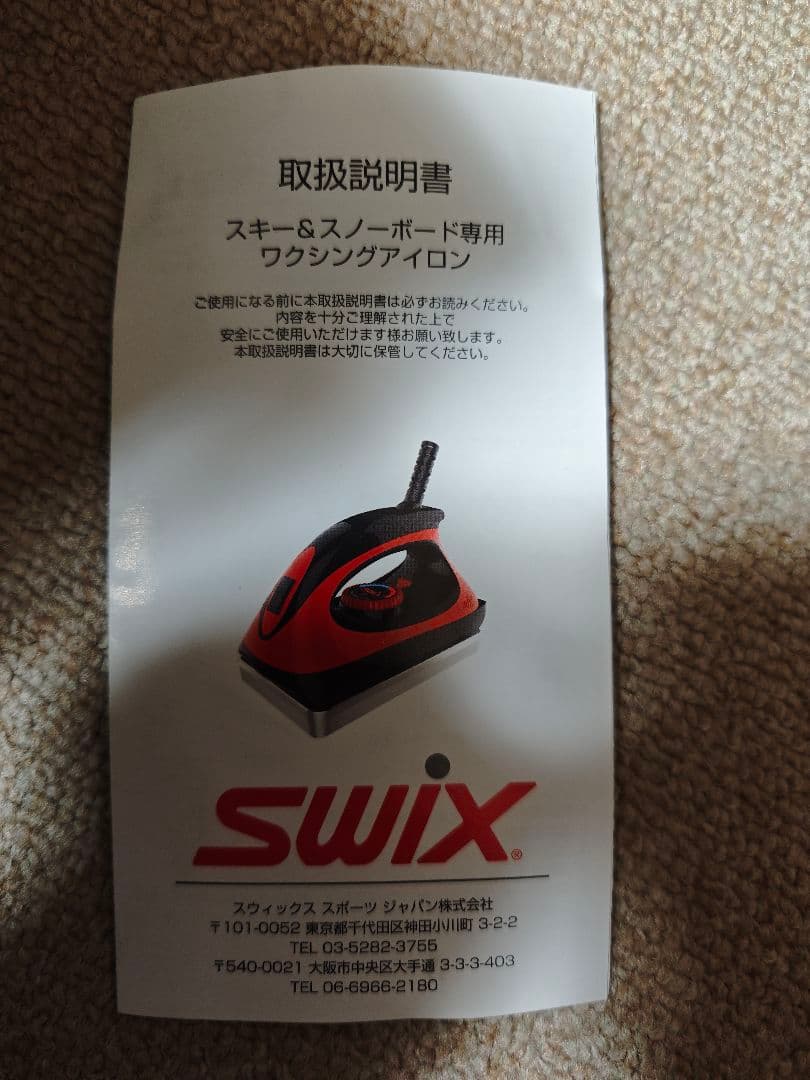 取扱説明書
スキー&スノーボード専用
ワクシングアイロン
ご使用になる前に本取扱説明書は必ずお読みください。
内容を十分ご理解された上で
安全にご使用いただけます様お願い致します。
本取扱説明書は大切に保管してください。
swix®
スウィックス スポーツ ジャパン株式会社
〒101-0052 東京都千代田区神田小川町 3-2-2
TEL 03-5282-3755
〒540-0021 大阪市中央区大手通 3-3-3-403
TEL 06-6966-2180